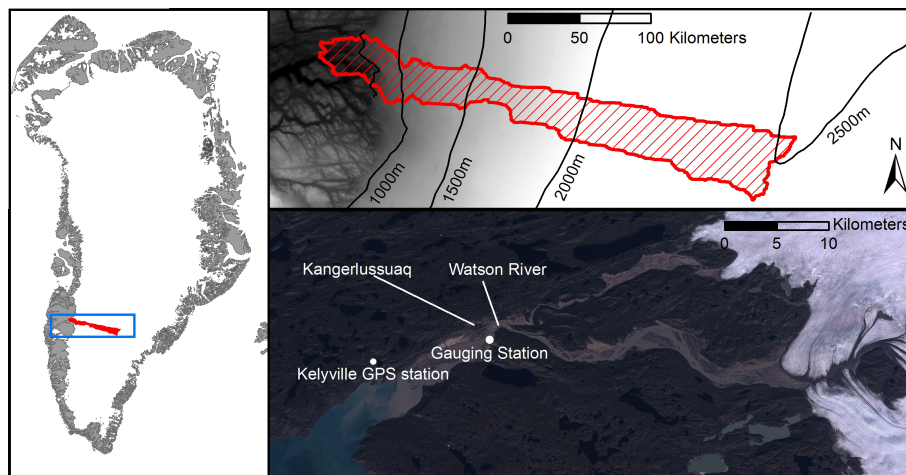 0 50 100 Kilometers
1000m
1500m
2000m
2500m
N
Kilometers
0 5 10
Kangerlussuaq
Watson River
Gauging Station
Kelyville GPS station